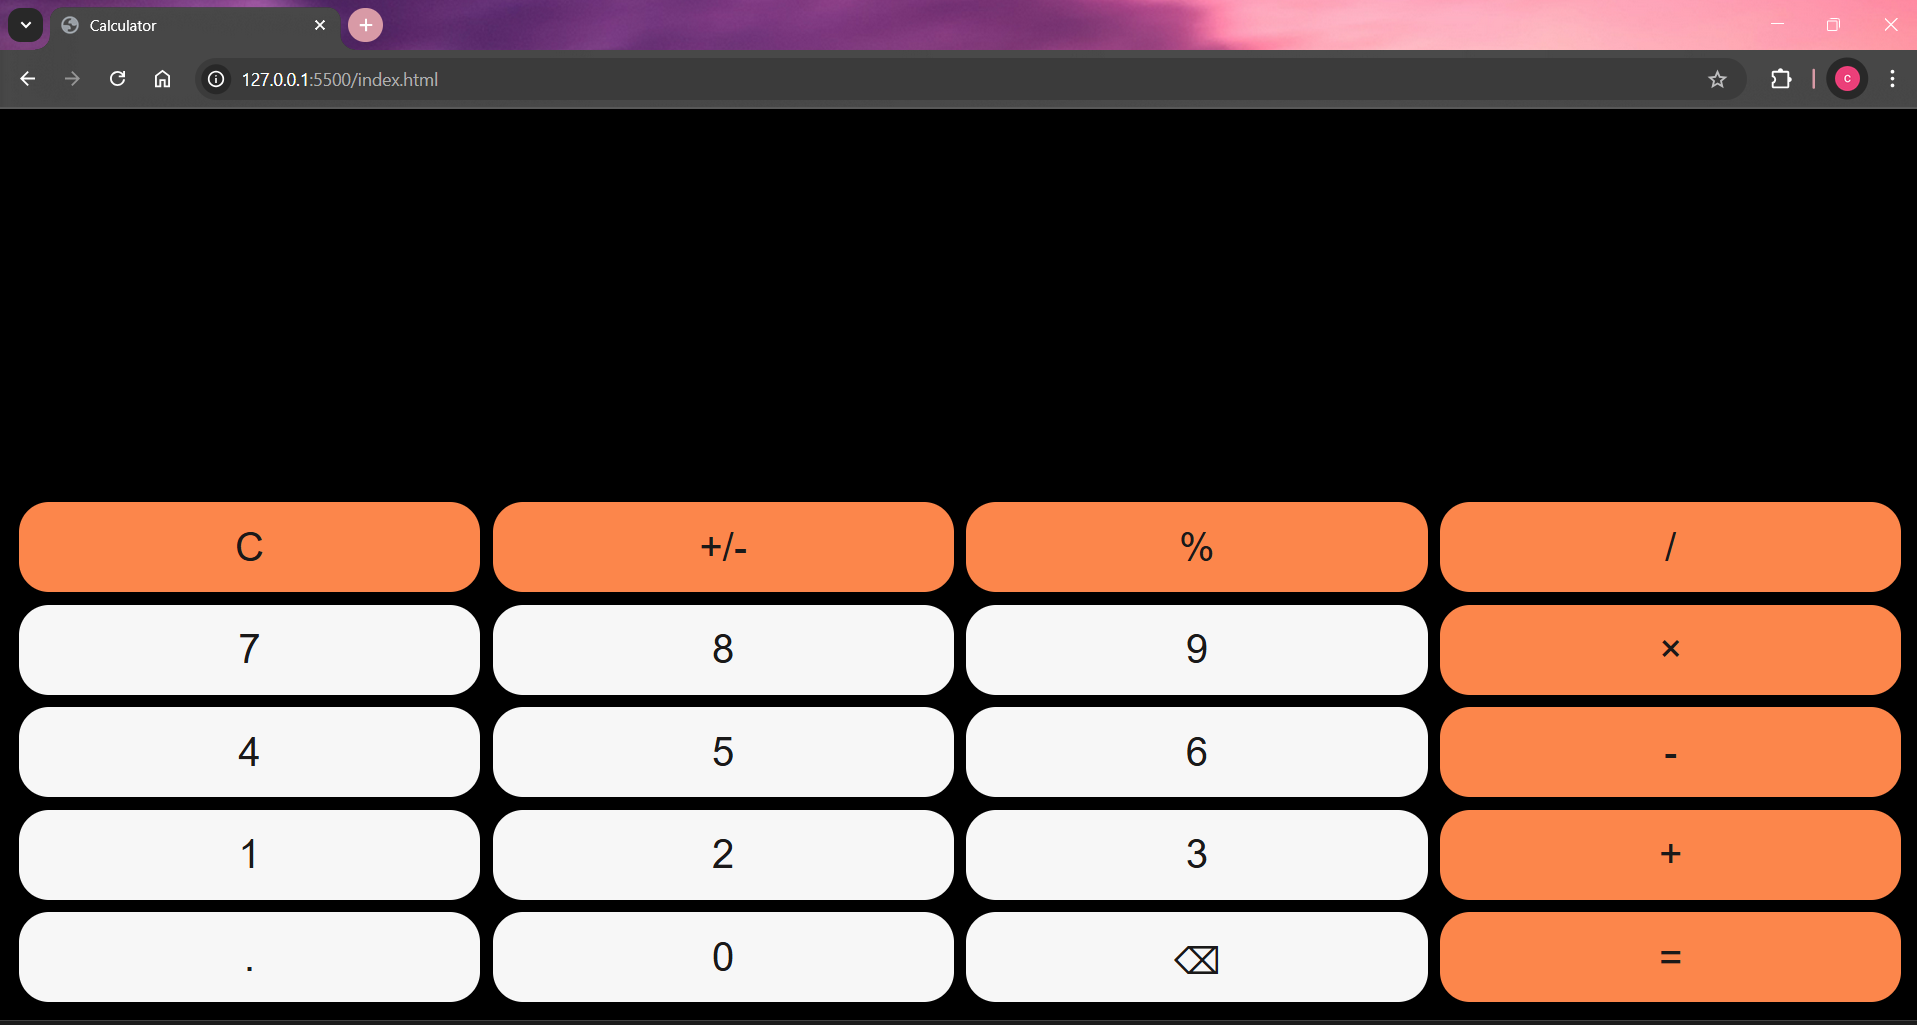 Calculator
127.0.0.1:5500/index.html
C
C +/- % /
7 8 9 ×
4 5 6 -
1 2 3 +
. 0 ⌫ =